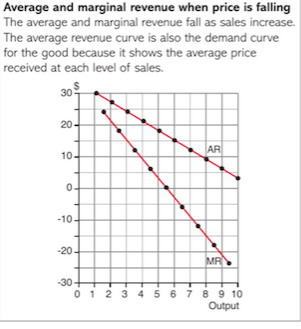 Average and marginal revenue when price is falling
The average and marginal revenue fall as sales increase.
The average revenue curve is also the demand curve
for the good because it shows the average price
received at each level of sales.
$
30
20
AR
10
0
-10
-20
MR
-30
0 1 2 3 4 5 6 7 8 9 10
Output